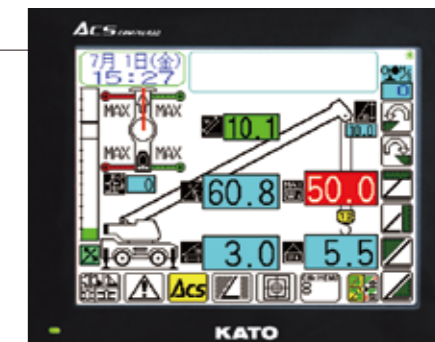 ACS
7月 1日(金)
15:27
MAX
MAX
10.1
MAX
MAX
0
60.8
50.0
12
3.0
5.5
Acs
KATO